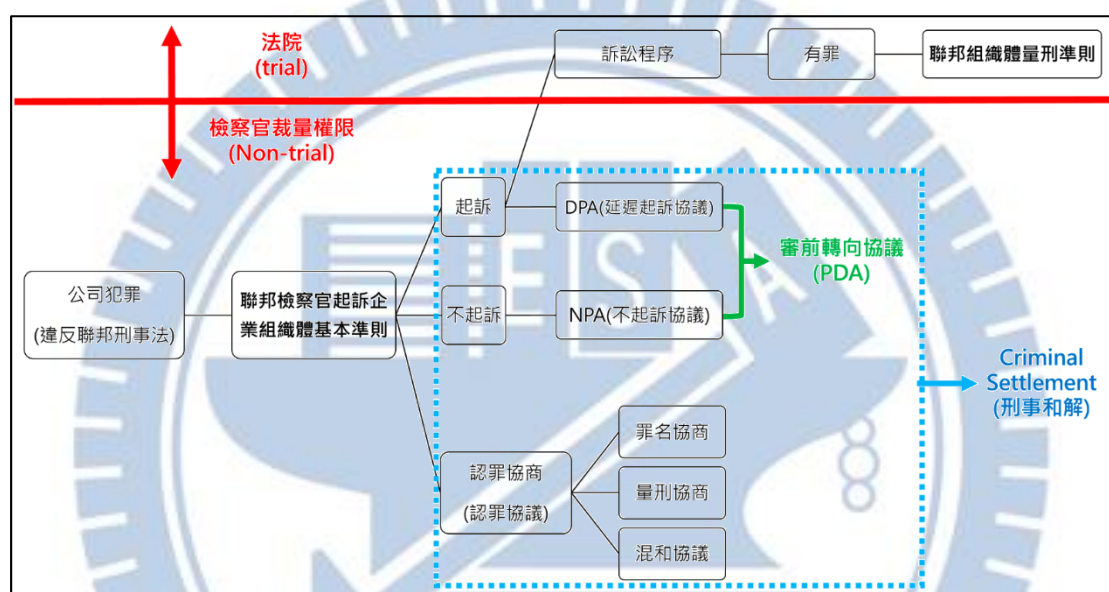 法院
(trial)
訴訟程序
有罪
聯邦組織體量刑準則
檢察官裁量權限
(Non-trial)
起訴
DPA(延遲起訴協議)
審前轉向協議
(PDA)
公司犯罪
(違反聯邦刑事法)
聯邦檢察官起訴企
業組織體基本準則
不起訴
NPA(不起訴協議)
Criminal
Settlement
(刑事和解)
認罪協商
(認罪協議)
罪名協商
量刑協商
混和協議
ESA